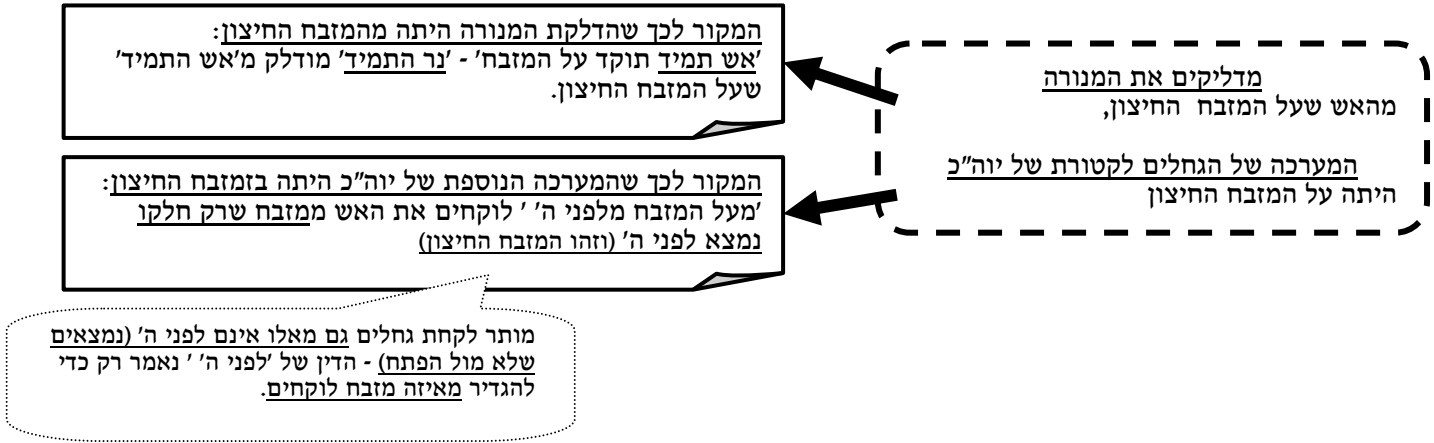 מדליקים את המנורה
מהאש שעל המזבח החיצון,
המערכה של הגחלים לקטורת של יוה"כ
היתה על המזבח החיצון
המקור לכך שהדלקת המנורה היתה מהמזבח החיצון:
'אש תמיד תוקד על המזבח' - 'נר התמיד' מודלק מ'אש התמיד'
שעל המזבח החיצון.
המקור לכך שהמערכה הנוספת של יוה"כ היתה בזמזבח החיצון:
'מעל המזבח מלפני ה' ' לוקחים את האש ממזבח שרק חלקו
נמצא לפני ה' (וזהו המזבח החיצון)
מותר לקחת גחלים גם מאלו אינם לפני ה' (נמצאים
שלא מול הפתח) - הדין של 'לפני ה' ' נאמר רק כדי
להגדיר מאיזה מזבח לוקחים.